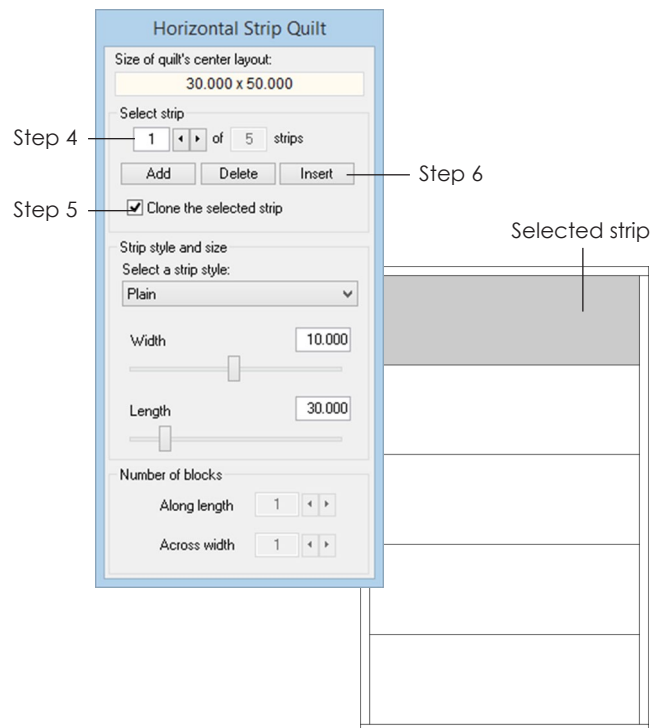 Horizontal Strip Quilt
Size of quilt's center layout:
30.000 x 50.000
Select strip
Step 4
1 of 5 strips
Add Delete Insert
Step 6
Step 5
Clone the selected strip
Selected strip
Strip style and size
Select a strip style:
Plain
Width 10.000
Length 30.000
Number of blocks
Along length 1
Across width 1